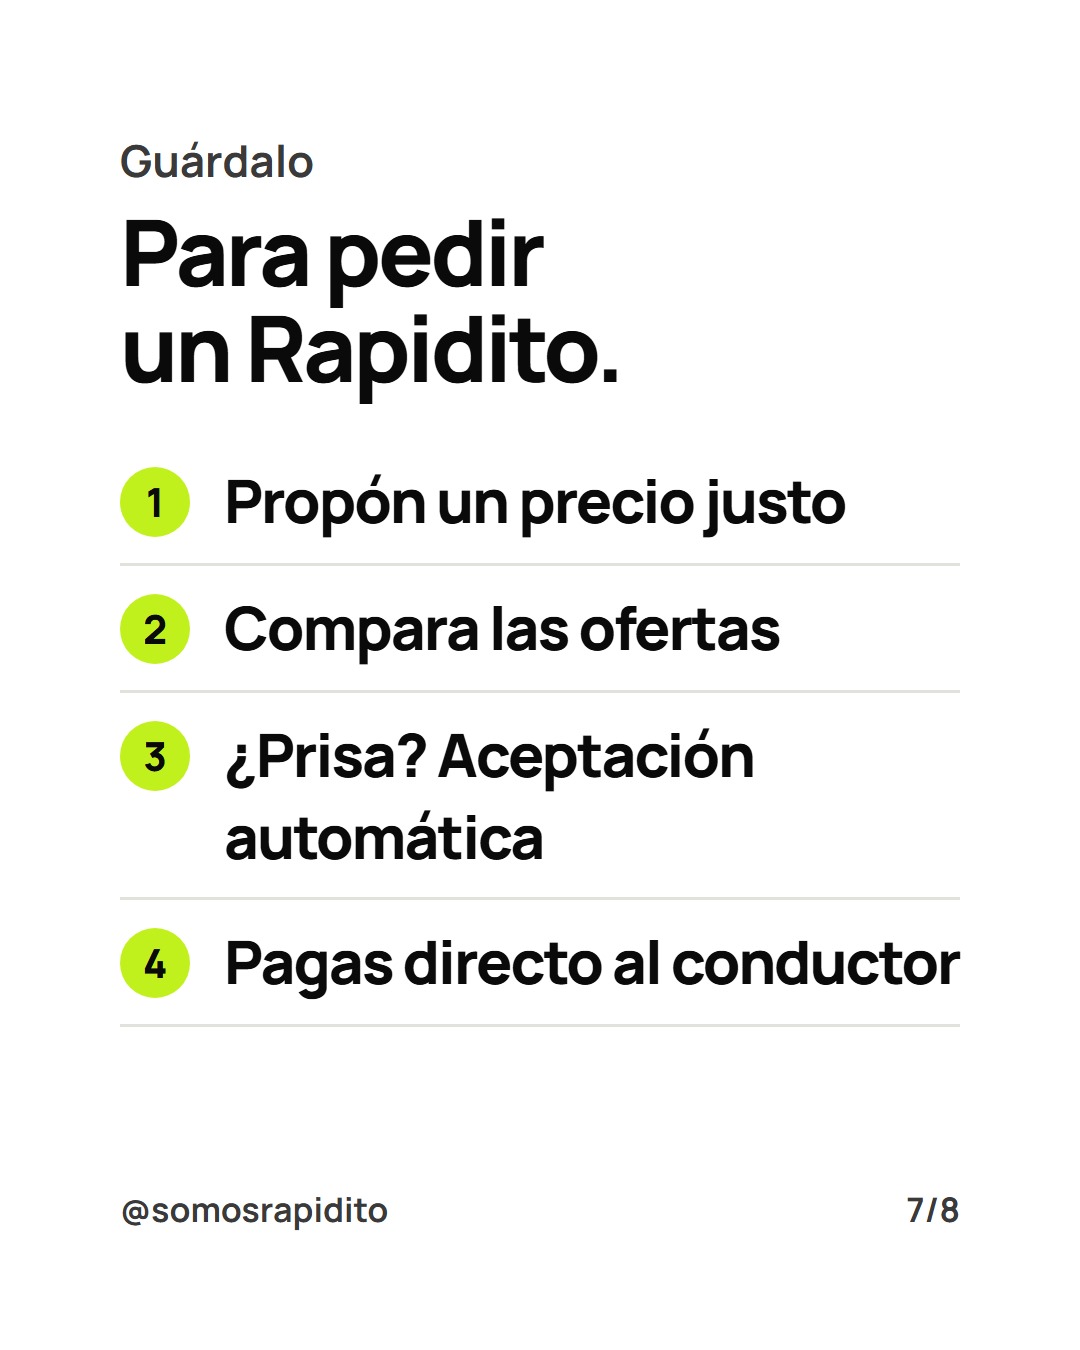 Guárdalo
Para pedir
un Rapidito.
1 Propón un precio justo
2 Compara las ofertas
3 ¿Prisa? Aceptación
automática
4 Pagas directo al conductor
@somosrapidito 7/8